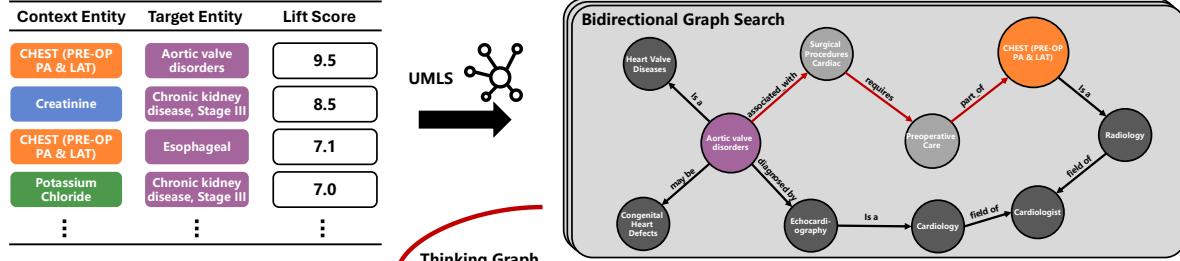 Context Entity Target Entity Lift Score
CHEST (PRE-OP
PA & LAT)
Aortic valve
disorders
9.5
Creatinine
Chronic kidney
disease, Stage III
8.5
CHEST (PRE-OP
PA & LAT)
Esophageal
7.1
Potassium
Chloride
Chronic kidney
disease, Stage III
7.0
UMLS
Thinking Graph
Bidirectional Graph Search
Heart Valve
Diseases
Surgical
Procedures
Cardiac
CHEST (PRE-OP
PA & LAT)
Is a
associated_with
requires
part_of
Is a
Aortic valve
disorders
Preoperative
Care
Radiology
may be
diagnosed by
field of
Congenital
Heart
Defects
Echocardi-
ography
Is a
Cardiology
field of
Cardiologist